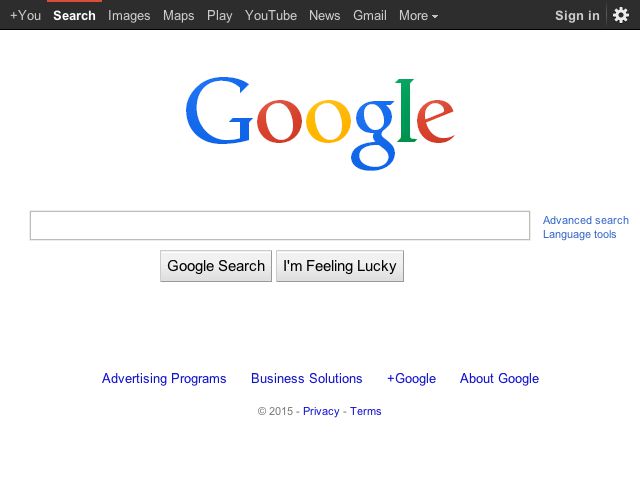 +You Search Images Maps Play YouTube News Gmail More Sign in
Google
Advanced search
Language tools
Google Search I'm Feeling Lucky
Advertising Programs Business Solutions +Google About Google
© 2015 - Privacy - Terms